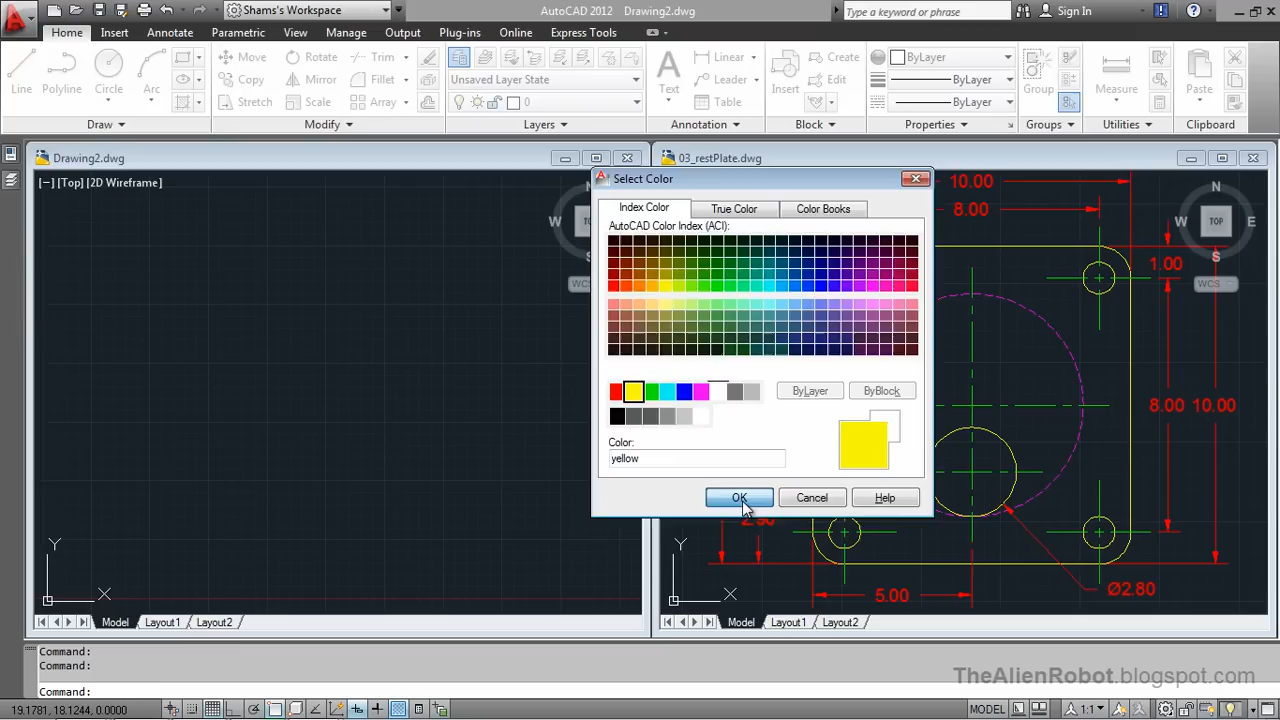 Shams's Workspace
AutoCAD 2012 Drawing2.dwg
Type a keyword or phrase
Sign In
Home Insert Annotate Parametric View Manage Output Plug-ins Online Express Tools
Line Polyline Circle Arc
Move Rotate Trim
Copy Mirror Fillet
Stretch Scale Array
Unsaved Layer State
0
Text
Linear
Leader
Table
Insert
Create
Edit
ByLayer
ByLayer
ByLayer
Group
Measure
Paste
Draw Modify Layers Annotation Block Properties Groups Utilities Clipboard
Drawing2.dwg
[−] [Top] [2D Wireframe]
W
S
WCS
Y
X
Model Layout1 Layout2
03_restPlate.dwg
10.00
8.00
1.00
8.00 10.00
2.50
5.00
Ø2.80
N
W TOP E
S
WCS
Y
X
Model Layout1 Layout2
Select Color
Index Color True Color Color Books
AutoCAD Color Index (ACI):
ByLayer ByBlock
Color:
yellow
OK Cancel Help
Command:
Command:
Command:
TheAlienRobot.blogspot.com
19.1781, 18.1244, 0.0000
MODEL
1:1